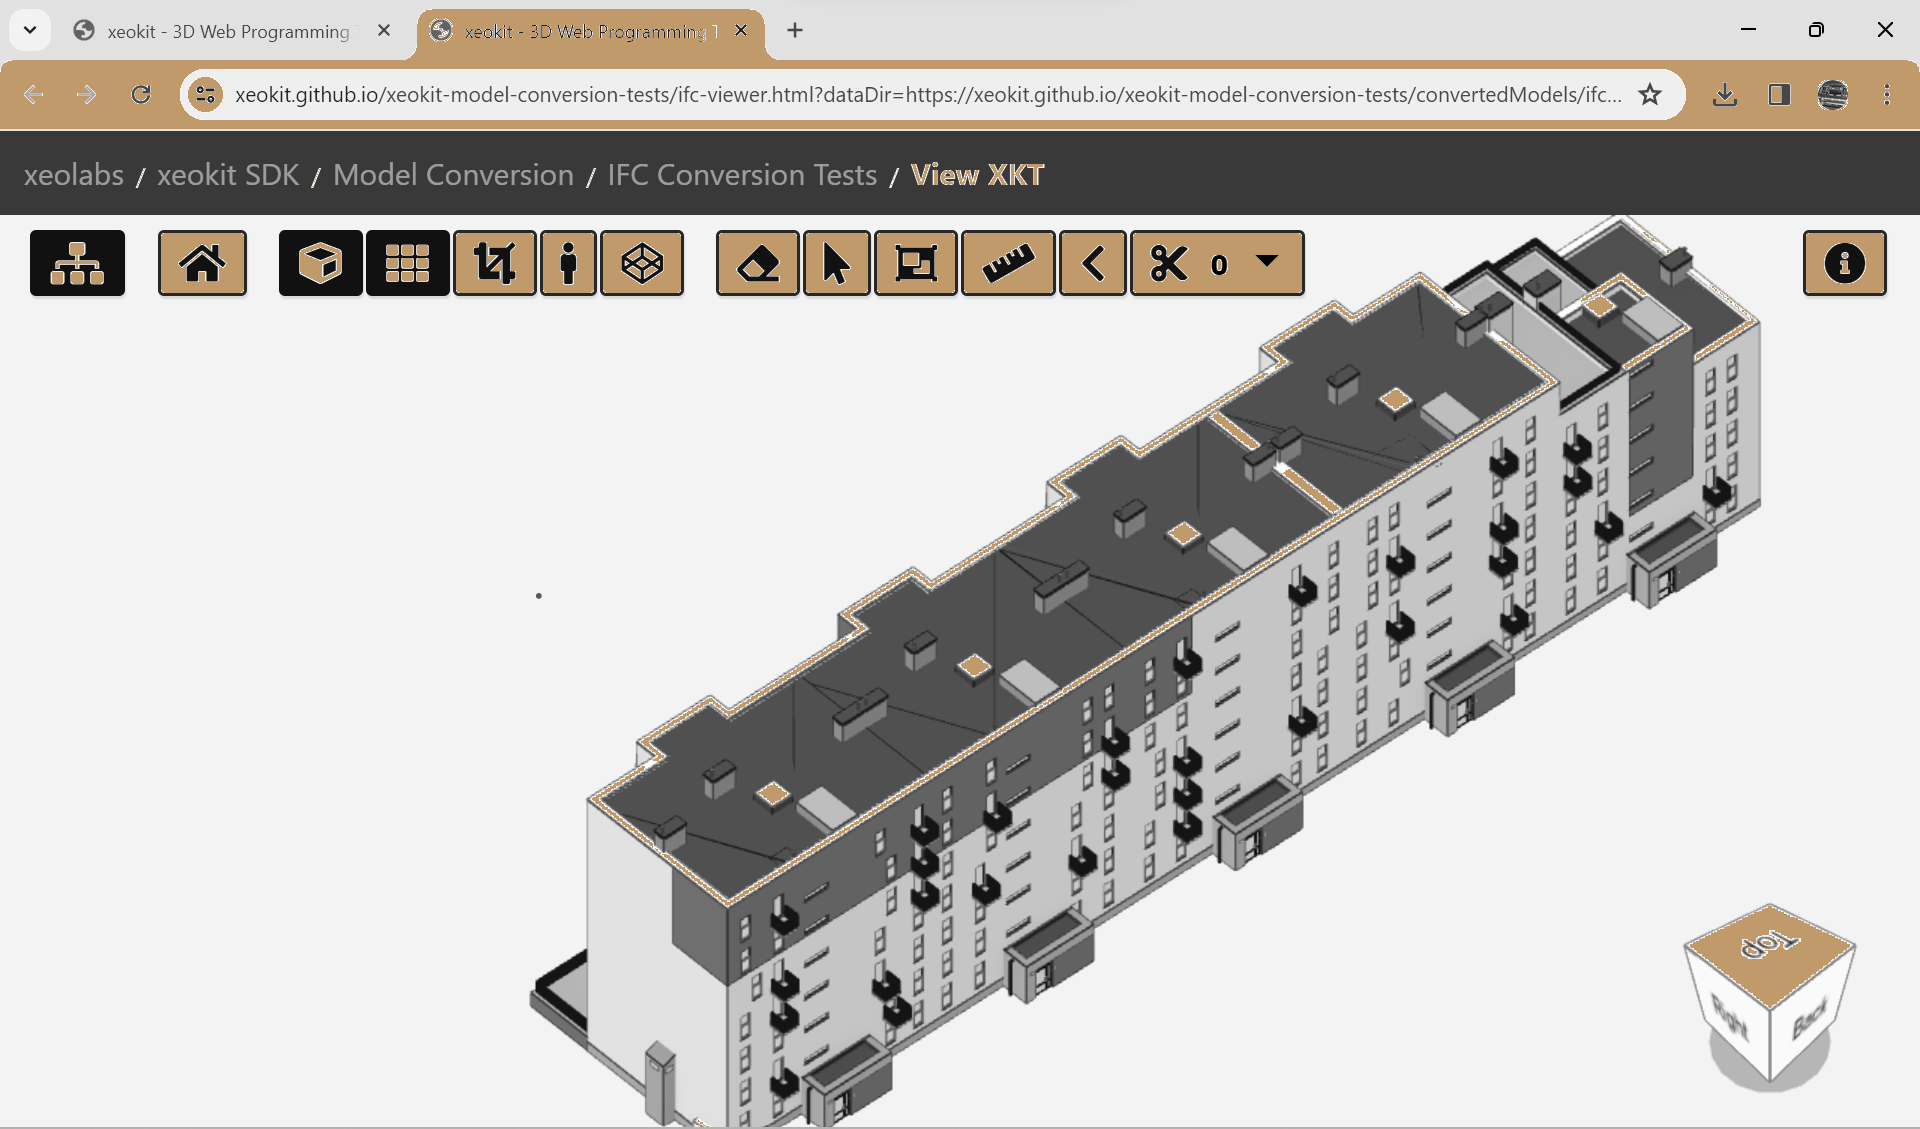 xeokit - 3D Web Programming
xeokit - 3D Web Programming T
xeokit.github.io/xeokit-model-conversion-tests/ifc-viewer.html?dataDir=https://xeokit.github.io/xeokit-model-conversion-tests/convertedModels/ifc...
xeolabs / xeokit SDK / Model Conversion / IFC Conversion Tests / View XKT
0
Top
Right
Back